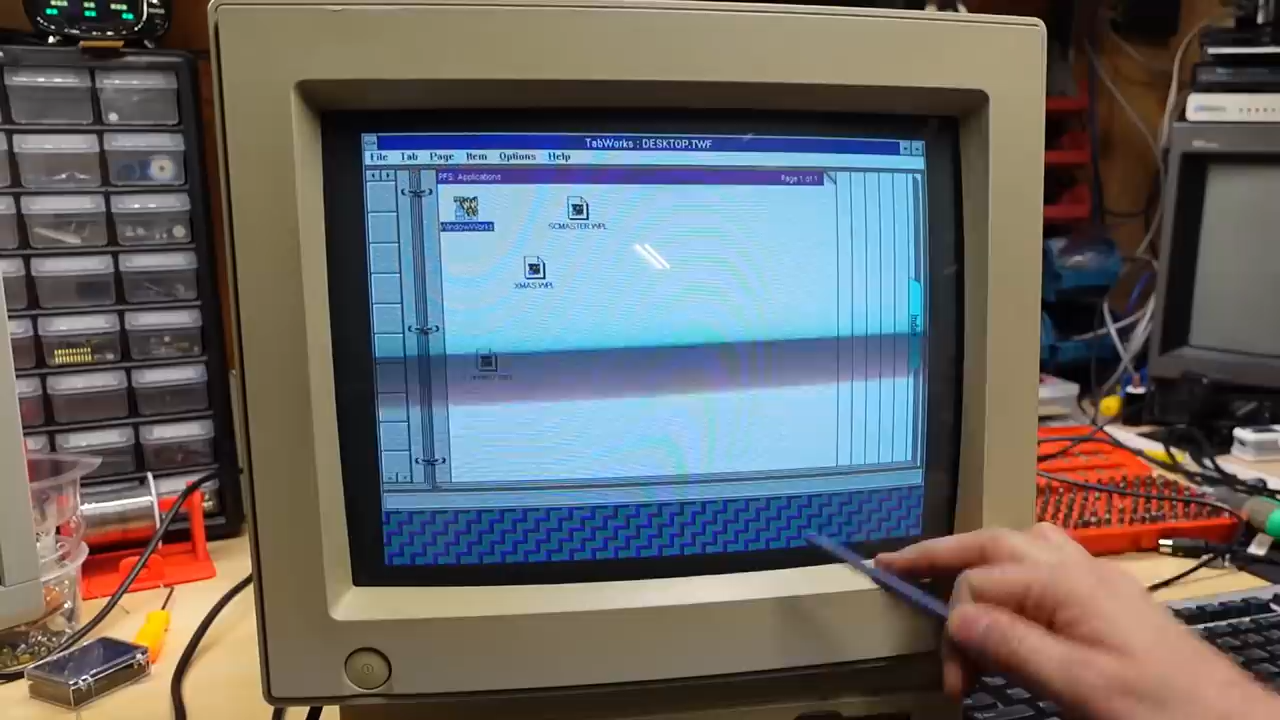 TabWorks : DESKTOP.TWF
File Tab Page Item Options Help
PFS: Applications Page 1 of 1
WindowWorks
SCMASTER.WPL
XMAS.WPL
Index